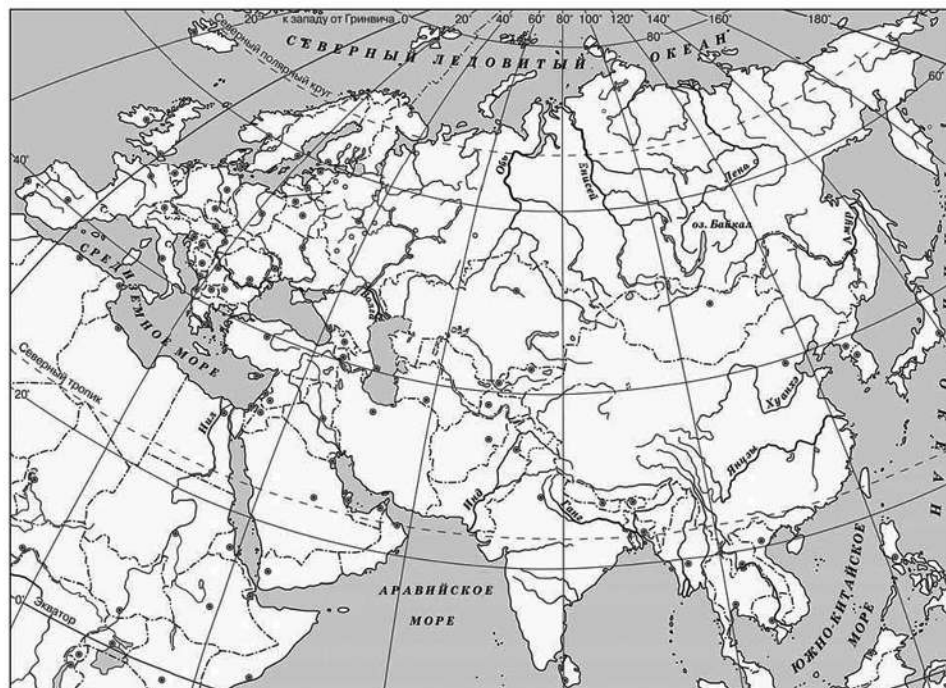 20° к западу от Гринвича 0° 20° 40° 60° 80° 100° 120° 140° 160° 180°
Северный полярный круг
СЕВЕРНЫЙ ЛЕДОВИТЫЙ ОКЕАН
80°
60°
40°
Обь
Енисей
Лена
оз. Байкал
Амур
СРЕДИЗЕМНОЕ МОРЕ
Волга
Северный тропик
20°
Нил
Хуанхэ
Янцзы
Инд
Ганг
АРАВИЙСКОЕ
МОРЕ
Экватор
0°
ЮЖНО-КИТАЙСКОЕ
МОРЕ